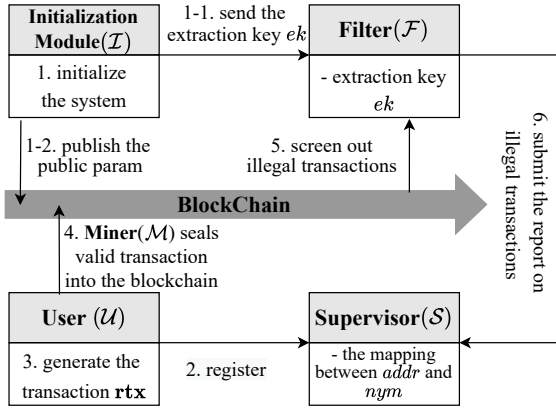 Initialization
Module(ℐ)
1. initialize
the system
1-1. send the
extraction key ek
Filter(ℱ)
- extraction key
ek
1-2. publish the
public param
5. screen out
illegal transactions
6. submit the report on
illegal transactions
BlockChain
4. Miner(ℳ) seals
valid transaction
into the blockchain
User (𝒰)
3. generate the
transaction rtx
2. register
Supervisor(𝒮)
- the mapping
between addr and
nym